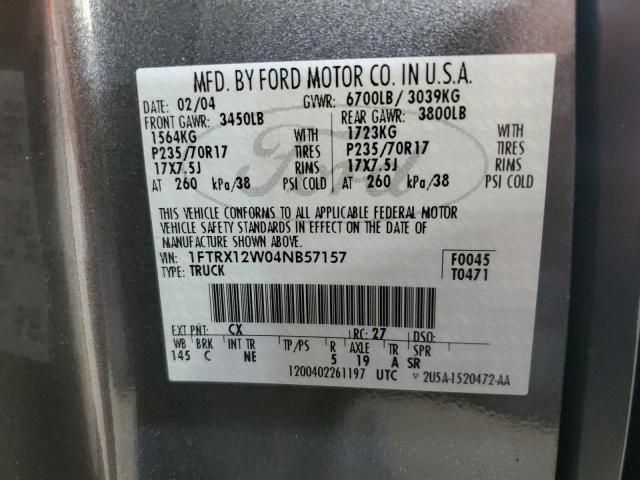 MFD. BY FORD MOTOR CO. IN U.S.A.
DATE: 02/04 GVWR: 6700LB/ 3039KG
FRONT GAWR: 3450LB REAR GAWR: 3800LB
1564KG WITH 1723KG WITH
P235/70R17 TIRES P235/70R17 TIRES
17X7.5J RIMS 17X7.5J RIMS
AT 260 kPa/38 PSI COLD AT 260 kPa/38 PSI COLD
THIS VEHICLE CONFORMS TO ALL APPLICABLE FEDERAL MOTOR
VEHICLE SAFETY STANDARDS IN EFFECT ON THE DATE OF
MANUFACTURE SHOWN ABOVE.
VIN: 1FTRX12W04NB57157 F0045
TYPE: TRUCK T0471
EXT PNT: CX RC: 27 DSO:
WB BRK INT TR TP/PS R AXLE TR SPR
145 C NE 5 19 A SR
1200402261197 UTC 2U5A-1520472-AA
Ford